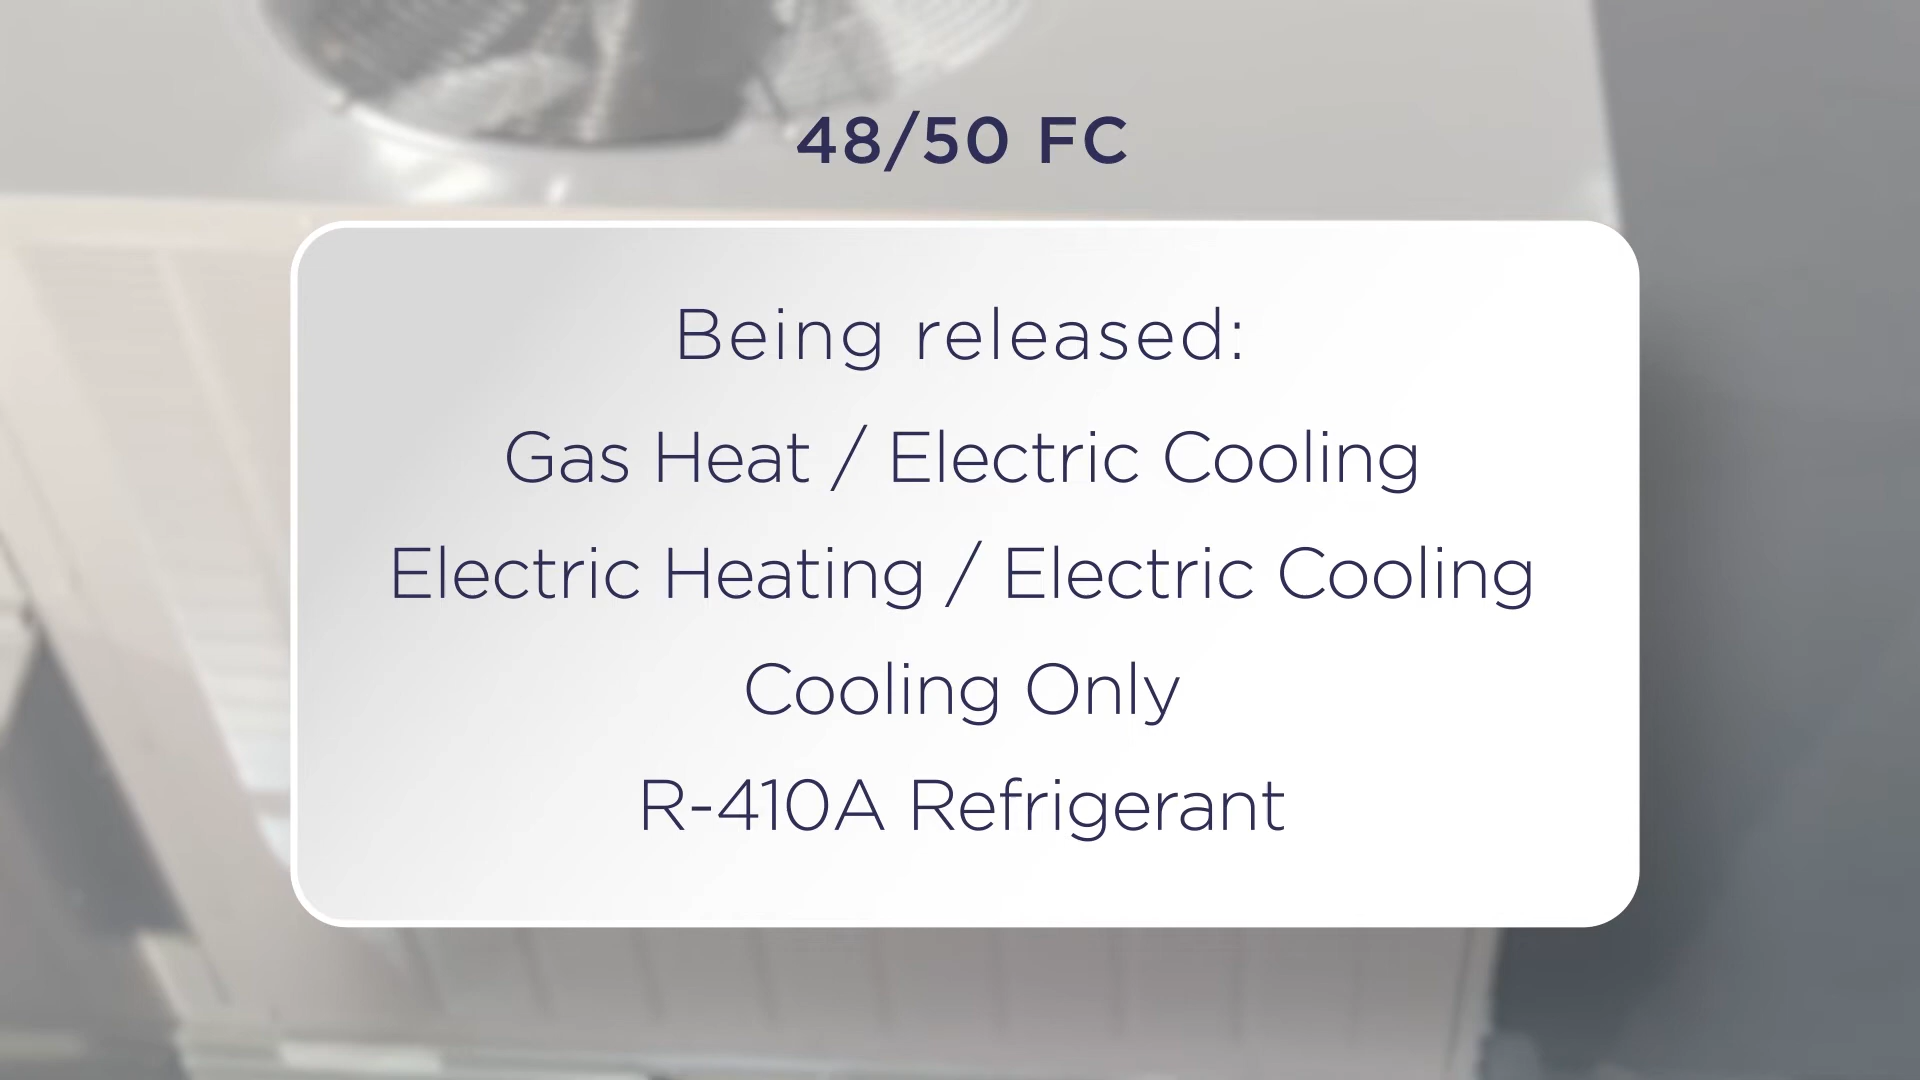 48/50 FC
Being released:
Gas Heat / Electric Cooling
Electric Heating / Electric Cooling
Cooling Only
R-410A Refrigerant